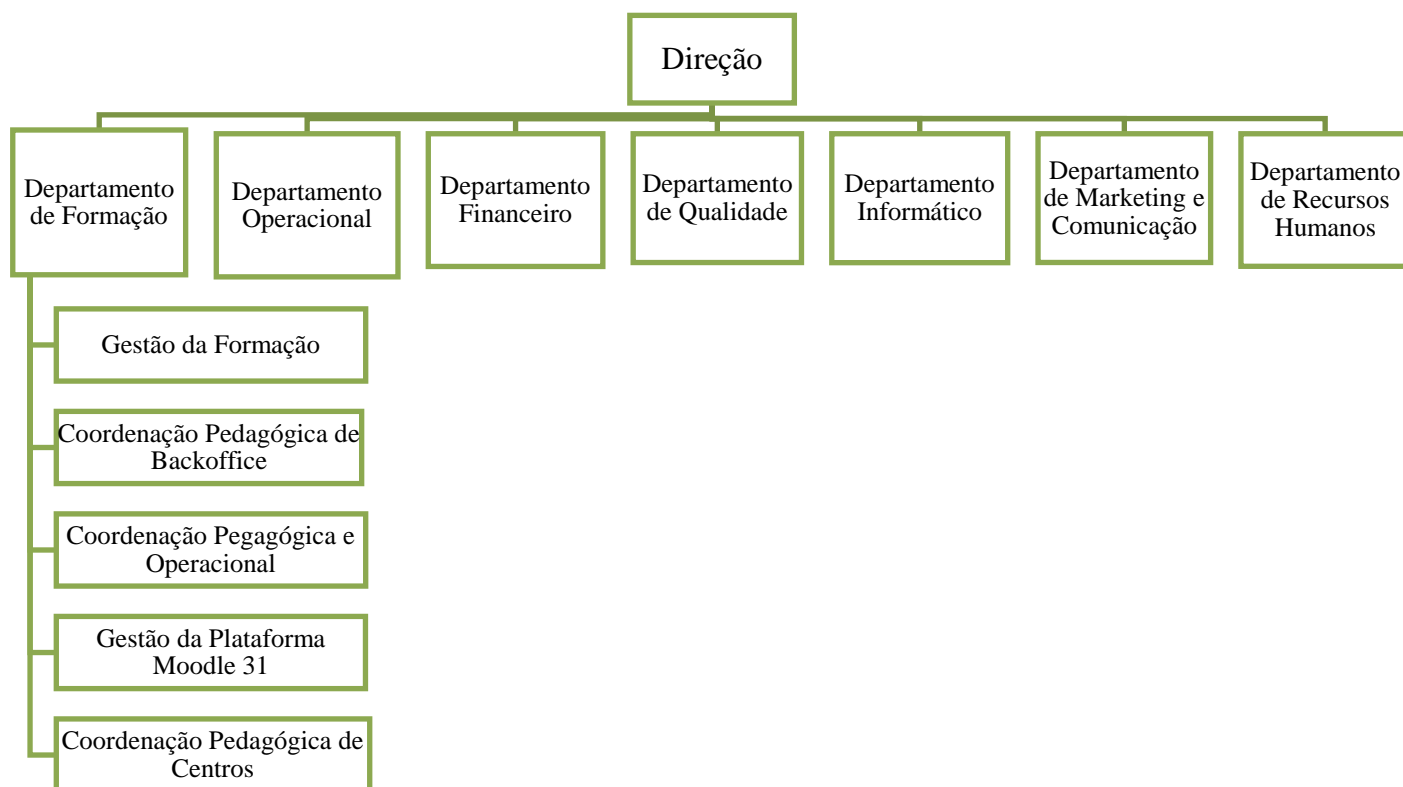 Direção
Departamento
de Formação
Departamento
Operacional
Departamento
Financeiro
Departamento
de Qualidade
Departamento
Informático
Departamento
de Marketing e
Comunicação
Departamento
de Recursos
Humanos
Gestão da Formação
Coordenação Pedagógica de
Backoffice
Coordenação Pegagógica e
Operacional
Gestão da Plataforma
Moodle 31
Coordenação Pedagógica de
Centros